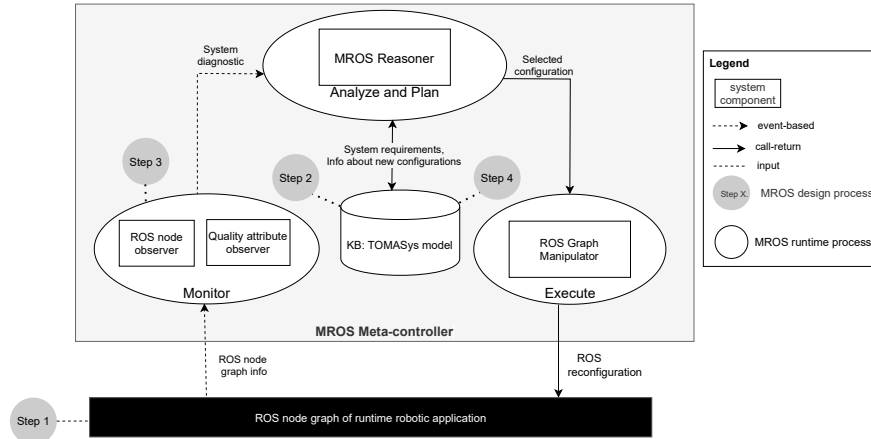 System
diagnostic
MROS Reasoner
Analyze and Plan
Selected
configuration
Legend
system
component
event-based
call-return
input
Step X.
MROS design process
MROS runtime process
Step 3
System requirements,
Info about new configurations
Step 2
Step 4
ROS node
observer
Quality attribute
observer
Monitor
KB: TOMASys model
ROS Graph
Manipulator
Execute
MROS Meta-controller
ROS node
graph info
ROS
reconfiguration
Step 1
ROS node graph of runtime robotic application